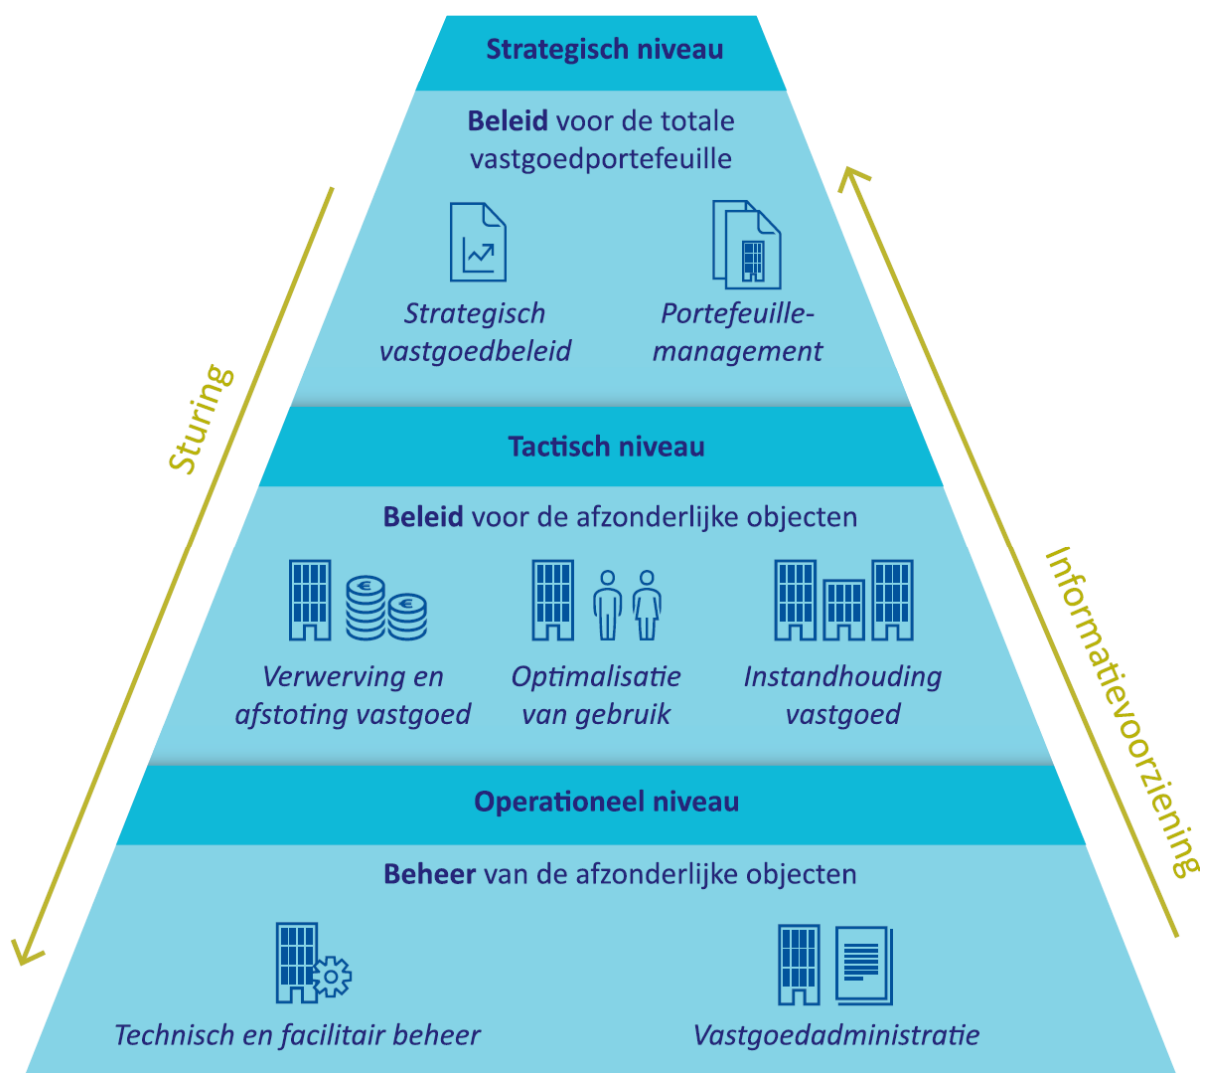 Strategisch niveau
Beleid voor de totale
vastgoedportefeuille
Strategisch
vastgoedbeleid
Portefeuille-
management
Sturing
Tactisch niveau
Beleid voor de afzonderlijke objecten
€
€
Verwerving en
afstoting vastgoed
Optimalisatie
van gebruik
Instandhouding
vastgoed
Informatievoorziening
Operationeel niveau
Beheer van de afzonderlijke objecten
Technisch en facilitair beheer
Vastgoedadministratie